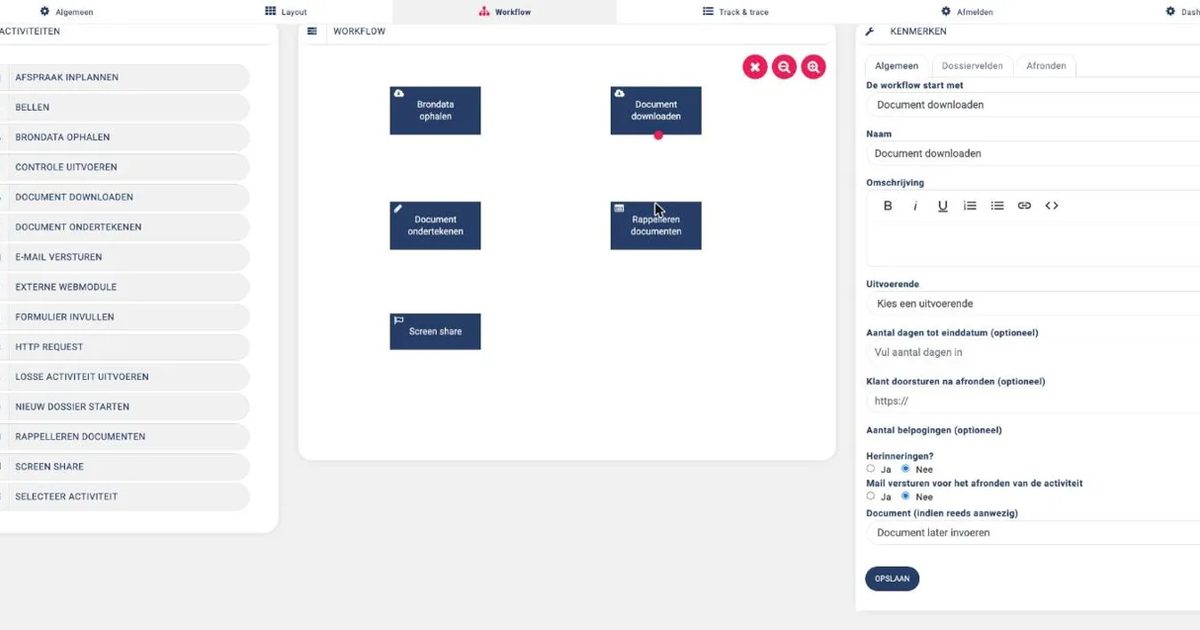 Algemeen
Layout
Workflow
Track & trace
Afmelden
Dash
ACTIVITEITEN
AFSPRAAK INPLANNEN
BELLEN
BRONDATA OPHALEN
CONTROLE UITVOEREN
DOCUMENT DOWNLOADEN
DOCUMENT ONDERTEKENEN
E-MAIL VERSTUREN
EXTERNE WEBMODULE
FORMULIER INVULLEN
HTTP REQUEST
LOSSE ACTIVITEIT UITVOEREN
NIEUW DOSSIER STARTEN
RAPPELLEREN DOCUMENTEN
SCREEN SHARE
SELECTEER ACTIVITEIT
WORKFLOW
Brondata
ophalen
Document
downloaden
Document
ondertekenen
Rappelleren
documenten
Screen share
KENMERKEN
Algemeen
Dossiervelden
Afronden
De workflow start met
Document downloaden
Naam
Document downloaden
Omschrijving
B i U
Uitvoerende
Kies een uitvoerende
Aantal dagen tot einddatum (optioneel)
Vul aantal dagen in
Klant doorsturen na afronden (optioneel)
https://
Aantal belpogingen (optioneel)
Herinneringen?
Ja Nee
Mail versturen voor het afronden van de activiteit
Ja Nee
Document (indien reeds aanwezig)
Document later invoeren
OPSLAAN